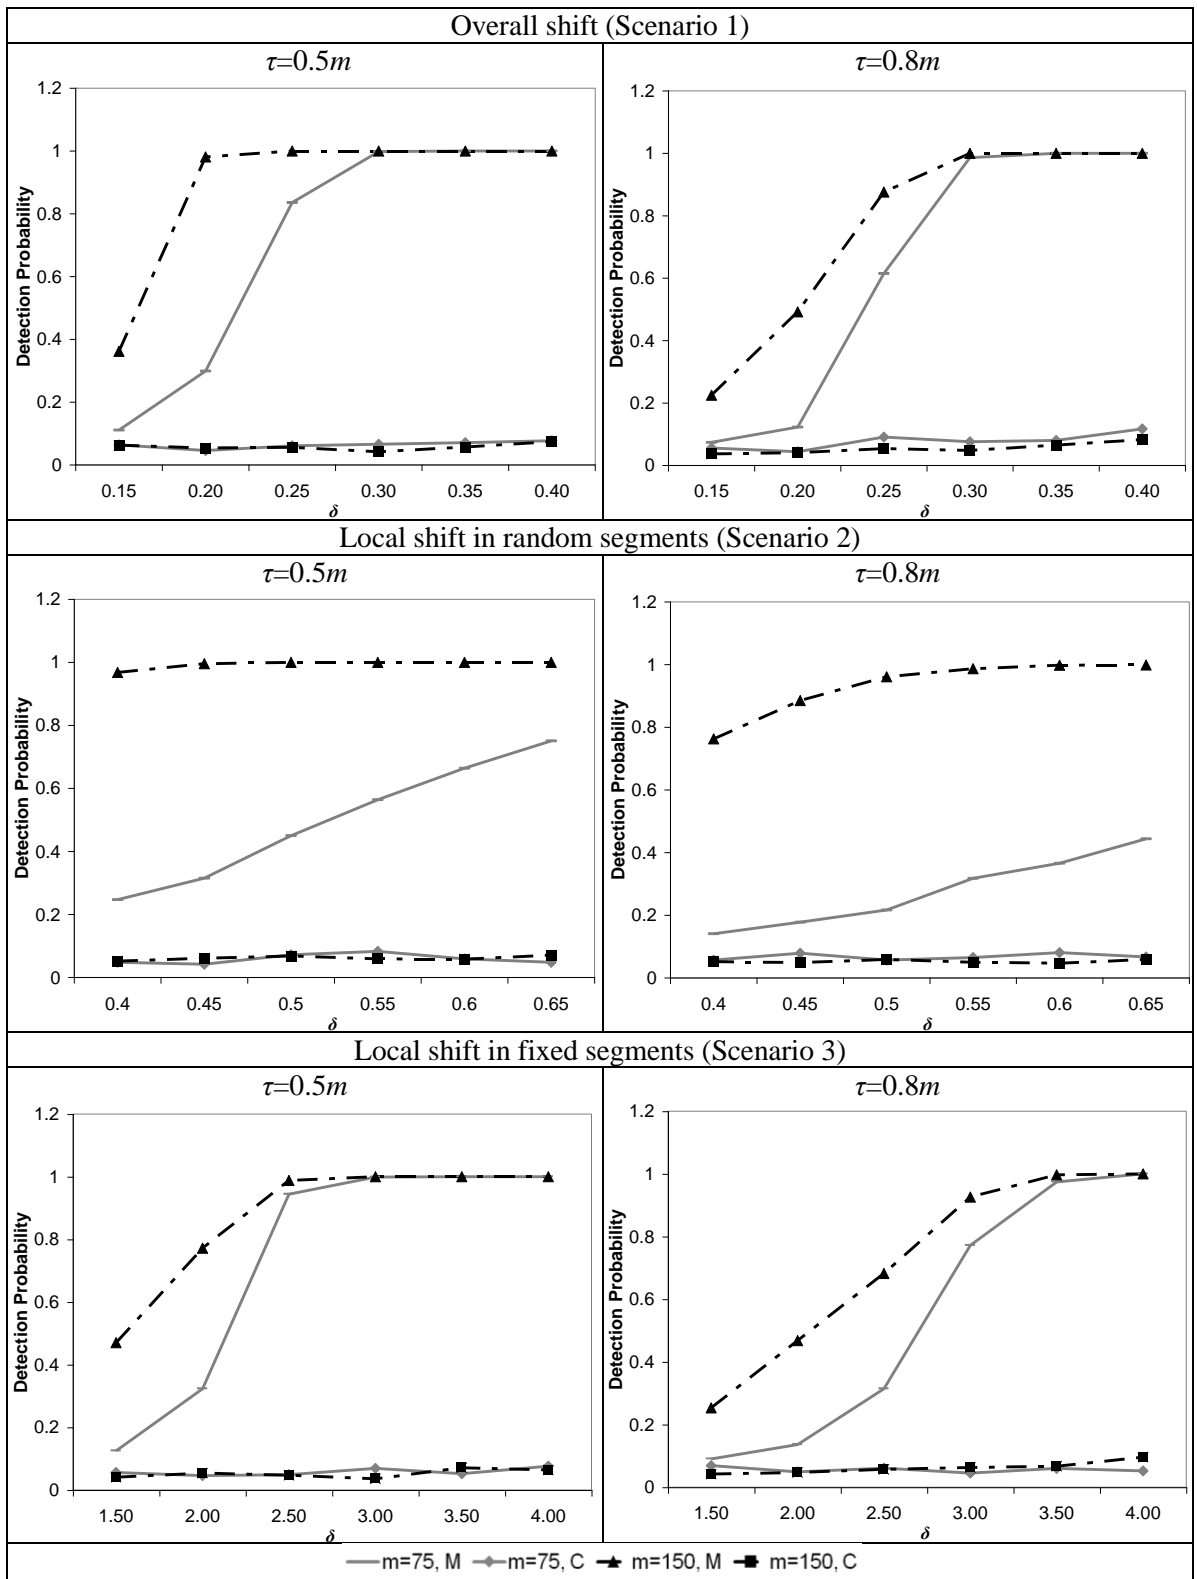 Overall shift (Scenario 1)
τ=0.5m
1.2
1
0.8
0.6
0.4
0.2
0
Detection Probability
0.15 0.20 0.25 0.30 0.35 0.40
δ
τ=0.8m
1.2
1
0.8
0.6
0.4
0.2
0
Detection Probability
0.15 0.20 0.25 0.30 0.35 0.40
δ
Local shift in random segments (Scenario 2)
τ=0.5m
1.2
1
0.8
0.6
0.4
0.2
0
Detection Probability
0.4 0.45 0.5 0.55 0.6 0.65
δ
τ=0.8m
1.2
1
0.8
0.6
0.4
0.2
0
Detection Probability
0.4 0.45 0.5 0.55 0.6 0.65
δ
Local shift in fixed segments (Scenario 3)
τ=0.5m
1.2
1
0.8
0.6
0.4
0.2
0
Detection Probability
1.50 2.00 2.50 3.00 3.50 4.00
δ
τ=0.8m
1.2
1
0.8
0.6
0.4
0.2
0
Detection Probability
1.50 2.00 2.50 3.00 3.50 4.00
δ
m=75, M m=75, C m=150, M m=150, C